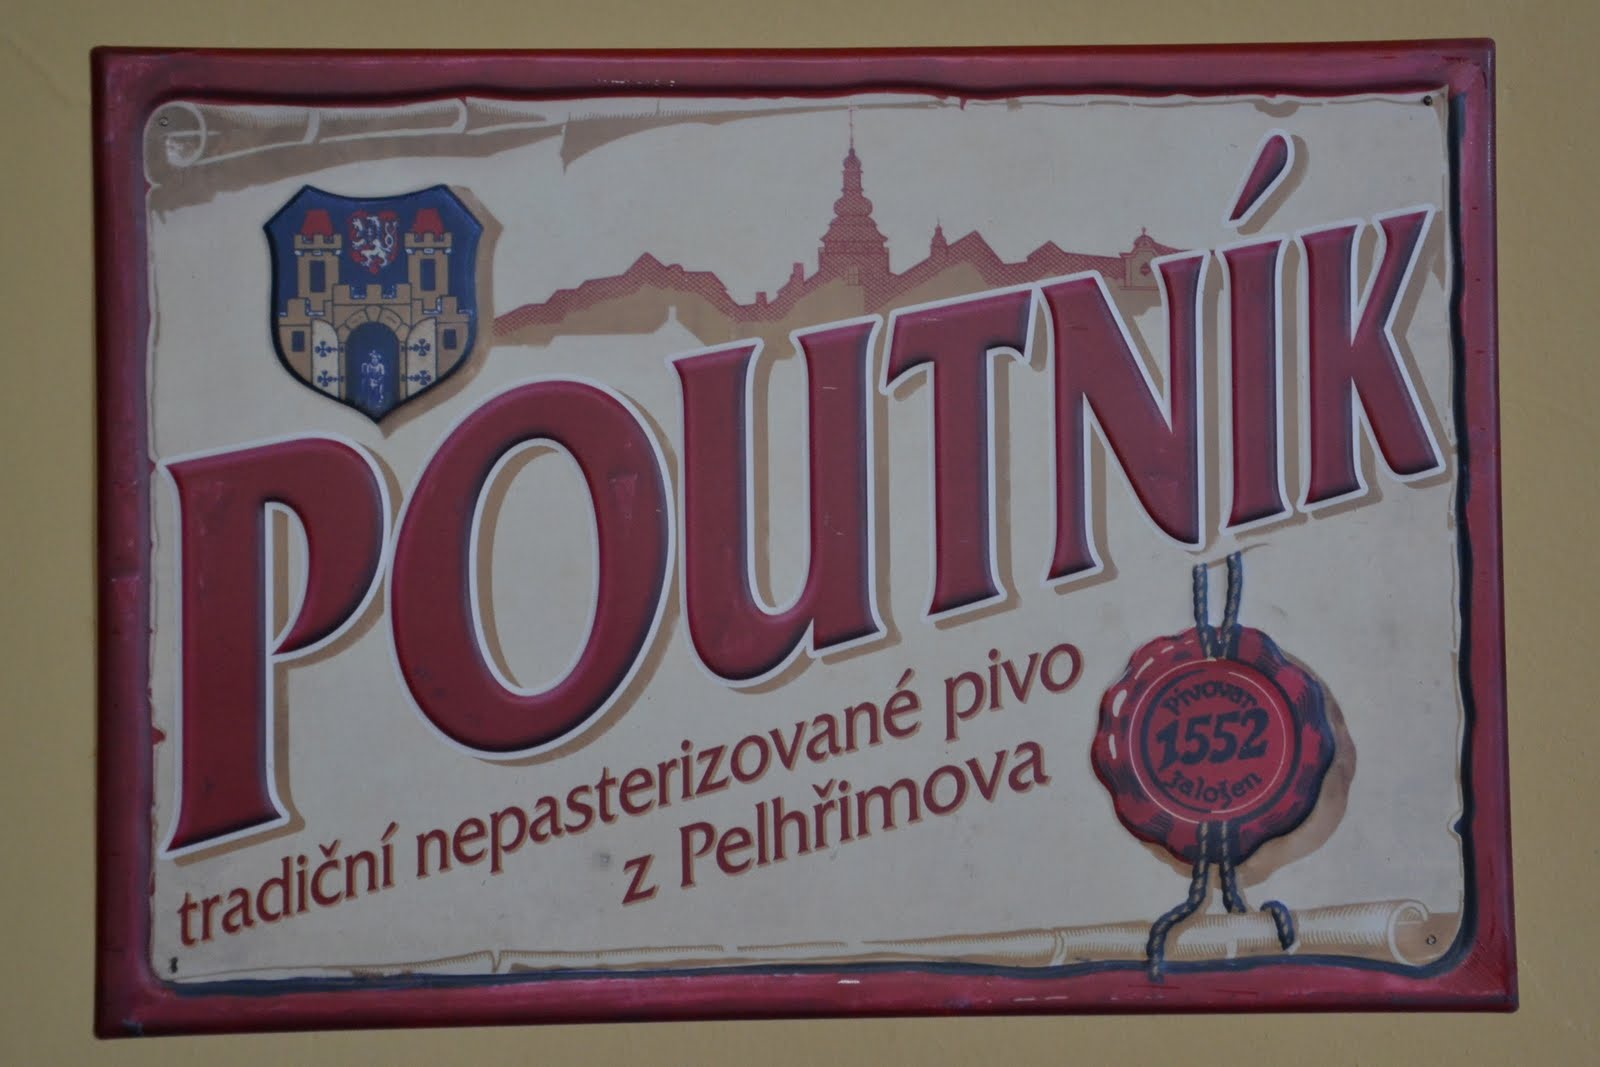 POUTNÍK
tradiční nepasterizované pivo
z Pelhřimova
Pivovar
1552
založen